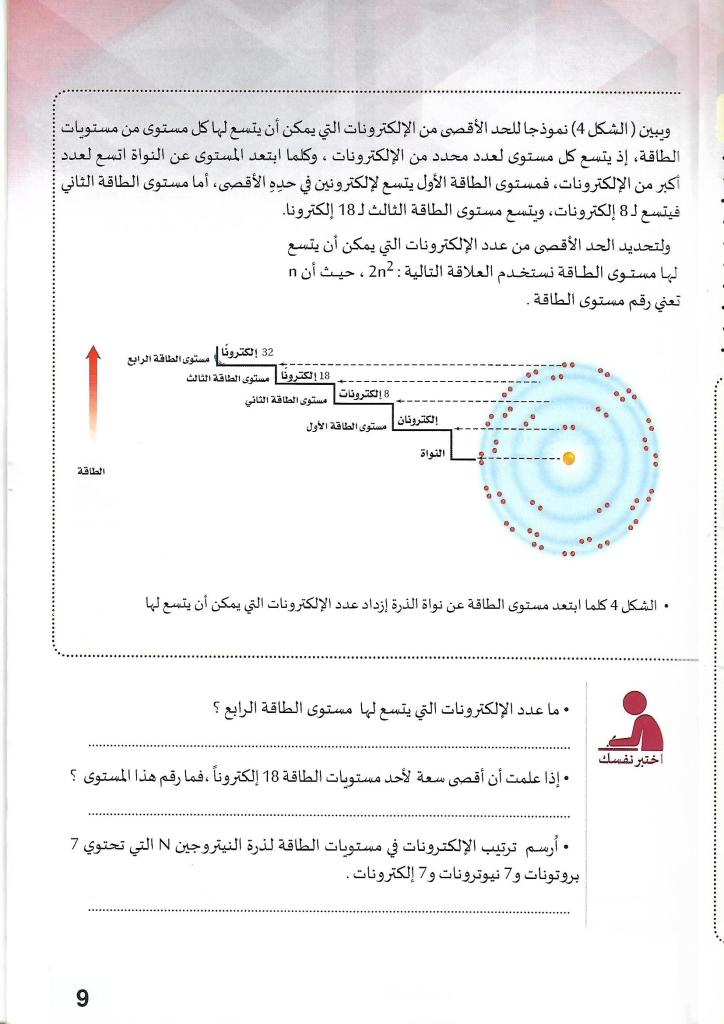 ويبين ( الشكل 4) نموذجا للحد الأقصى من الإلكترونات التي يمكن أن يتسع لها كل مستوى من مستويات
الطاقة، إذ يتسع كل مستوى لعدد محدد من الإلكترونات ، وكلما ابتعد المستوى عن النواة اتسع لعدد
أكبر من الإلكترونات، فمستوى الطاقة الأول يتسع لإلكترونين في حدِهِ الأقصى، أما مستوى الطاقة الثاني
فيتسع لـ 8 إلكترونات، ويتسع مستوى الطاقة الثالث لـ 18 إلكترونا.
ولتحديد الحد الأقصى من عدد الإلكترونات التي يمكن أن يتسع
لها مستوى الطاقة نستخدم العلاقة التالية : 2n² ، حيث أن n
تعني رقم مستوى الطاقة .
32 إلكترونًا
مستوى الطاقة الرابع
18 إلكترونًا
مستوى الطاقة الثالث
8 إلكترونات
مستوى الطاقة الثاني
إلكترونان
مستوى الطاقة الأول
النواة
الطاقة
• الشكل 4 كلما ابتعد مستوى الطاقة عن نواة الذرة إزداد عدد الإلكترونات التي يمكن أن يتسع لها
اختبر نفسك
• ما عدد الإلكترونات التي يتسع لها مستوى الطاقة الرابع ؟
• إذا علمت أن أقصى سعة لأحد مستويات الطاقة 18 إلكتروناً ،فما رقم هذا المستوى ؟
• اُرسم ترتيب الإلكترونات في مستويات الطاقة لذرة النيتروجين N التي تحتوي 7
بروتونات و7 نيوترونات و7 إلكترونات .
9